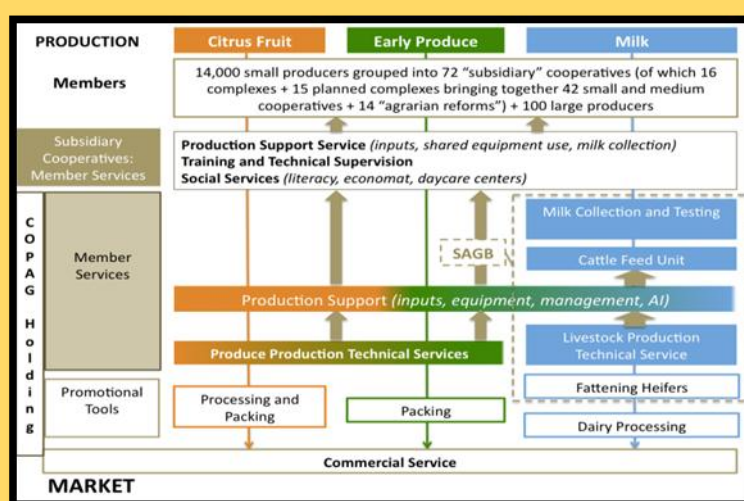 PRODUCTION
Citrus Fruit
Early Produce
Milk
Members
14,000 small producers grouped into 72 “subsidiary” cooperatives (of which 16
complexes + 15 planned complexes bringing together 42 small and medium
cooperatives + 14 “agrarian reforms”) + 100 large producers
Subsidiary
Cooperatives:
Member Services
Production Support Service (inputs, shared equipment use, milk collection)
Training and Technical Supervision
Social Services (literacy, economat, daycare centers)
COPAG Holding
Member
Services
Milk Collection and Testing
SAGB
Cattle Feed Unit
Production Support (inputs, equipment, management, AI)
Produce Production Technical Services
Livestock Production
Technical Service
Promotional
Tools
Processing and
Packing
Packing
Fattening Heifers
Dairy Processing
Commercial Service
MARKET